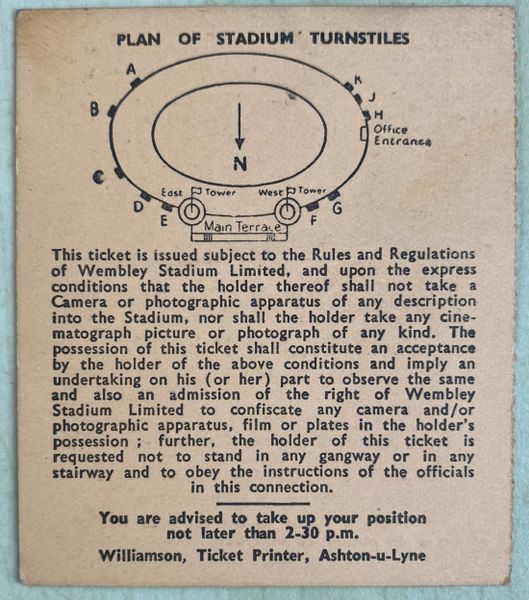 PLAN OF STADIUM TURNSTILES
A
K
J
B
H
Office
Entrance
N
C
East Tower
West Tower
D
E
F
G
Main Terrace
This ticket is issued subject to the Rules and Regulations
of Wembley Stadium Limited, and upon the express
conditions that the holder thereof shall not take a
Camera or photographic apparatus of any description
into the Stadium, nor shall the holder take any cine-
matograph picture or photograph of any kind. The
possession of this ticket shall constitute an acceptance
by the holder of the above conditions and imply an
undertaking on his (or her) part to observe the same
and also an admission of the right of Wembley
Stadium Limited to confiscate any camera and/or
photographic apparatus, film or plates in the holder's
possession ; further, the holder of this ticket is
requested not to stand in any gangway or in any
stairway and to obey the instructions of the officials
in this connection.
You are advised to take up your position
not later than 2-30 p.m.
Williamson, Ticket Printer, Ashton-u-Lyne